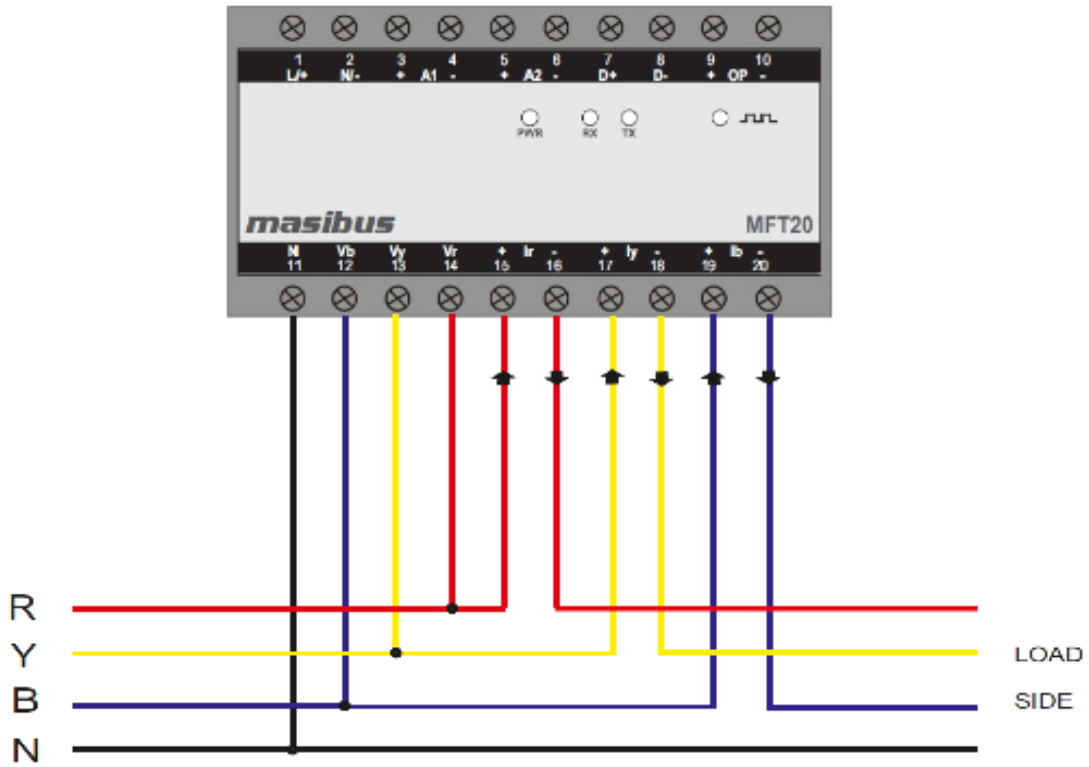 1 2 3 4 5 6 7 8 9 10
L/+ N/- + A1 - + A2 - D+ D- + OP -
PWR RX TX
masibus MFT20
N Vb Vy Vr + Ir - + Iy - + Ib -
11 12 13 14 15 16 17 18 19 20
R
Y
B
N
LOAD
SIDE